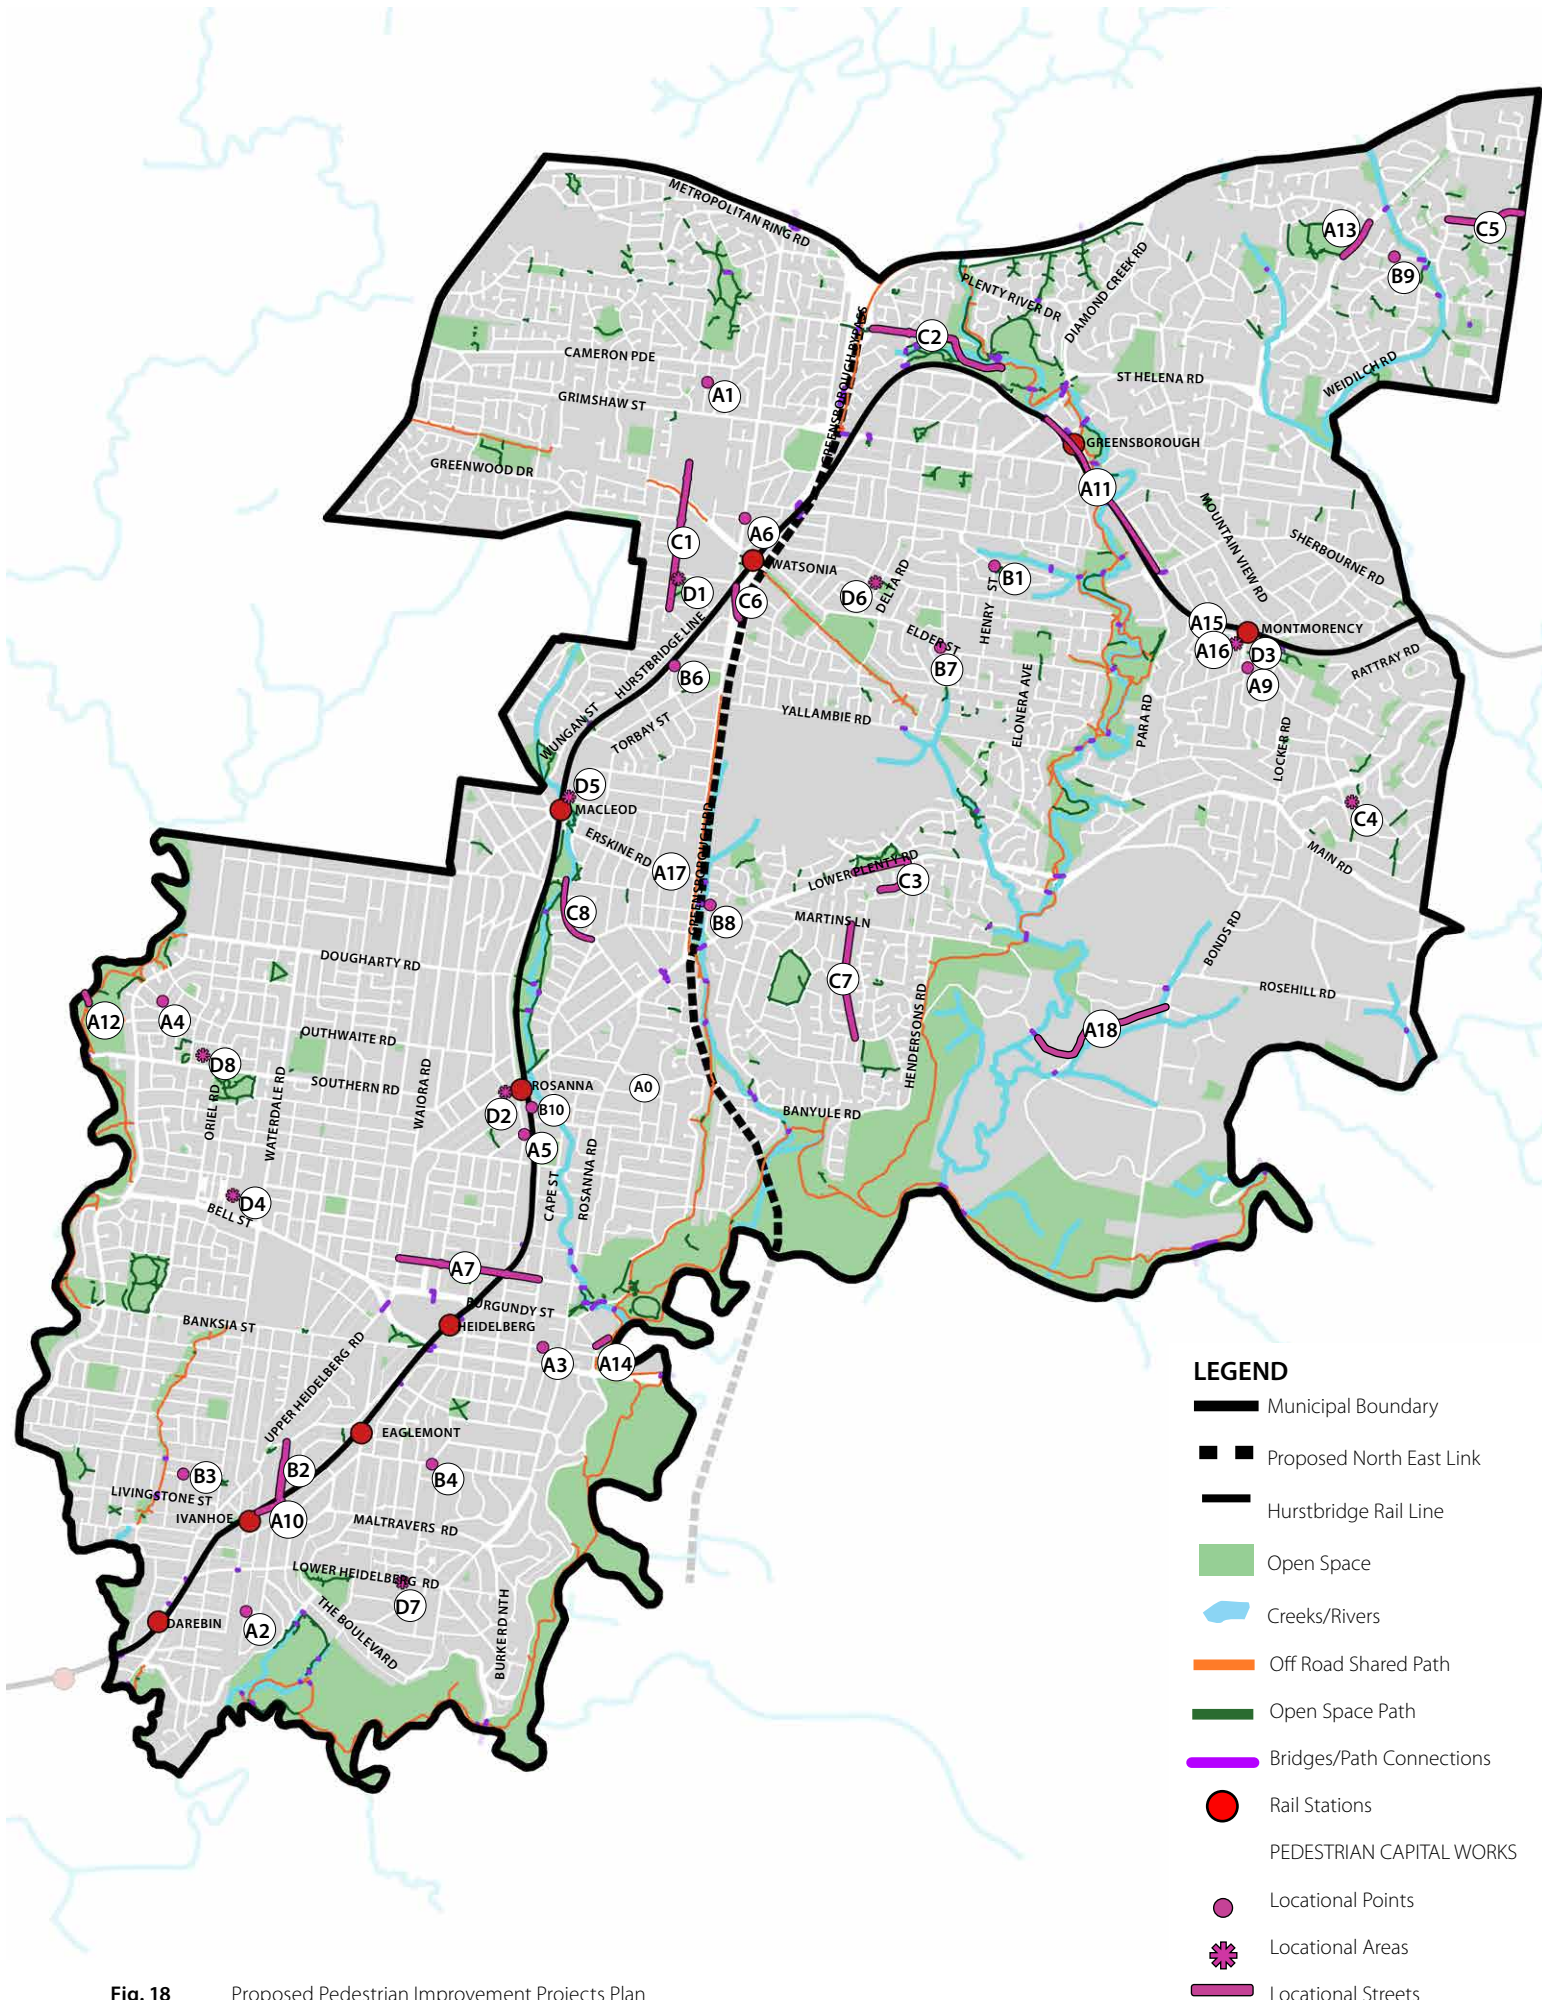 METROPOLITAN RING RD
A13
C5
B9
PLENTY RIVER DR
DIAMOND CREEK RD
GREENSBOROUGH BYPASS
C2
CAMERON PDE
ST HELENA RD
WEIDILCH RD
A1
GRIMSHAW ST
GREENSBOROUGH
GREENWOOD DR
A11
MOUNTAIN VIEW RD
SHERBOURNE RD
A6
C1
WATSONIA
D1
C6
D6
DELTA RD
B1
HENRY ST
A15
MONTMORENCY
A16
D3
A9
RATTRAY RD
ELDER ST
B7
HURSTBRIDGE LINE
B6
ELONERA AVE
YALLAMBIE RD
PARA RD
LOCKER RD
WUNGAN ST
TORBAY ST
D5
MACLEOD
C4
MAIN RD
ERSKINE RD
A17
GREENSBOROUGH RD
LOWER PLENTY RD
C3
C8
B8
MARTINS LN
BONDS RD
DOUGHARTY RD
C7
ROSEHILL RD
A12
A4
HENDERSONS RD
A18
OUTHWAITE RD
D8
SOUTHERN RD
WAIORA RD
ORIEL RD
WATERDALE RD
ROSANNA
A0
D2
B10
BANYULE RD
A5
CAPE ST
ROSANNA RD
D4
BELL ST
A7
BURGUNDY ST
BANKSIA ST
HEIDELBERG
UPPER HEIDELBERG RD
A3
A14
EAGLEMONT
B3
B2
B4
LIVINGSTONE ST
IVANHOE
A10
MALTRAVERS RD
LOWER HEIDELBERG RD
D7
THE BOULEVARD
BURKE RD NTH
DAREBIN
A2
LEGEND
Municipal Boundary
Proposed North East Link
Hurstbridge Rail Line
Open Space
Creeks/Rivers
Off Road Shared Path
Open Space Path
Bridges/Path Connections
Rail Stations
PEDESTRIAN CAPITAL WORKS
Locational Points
Locational Areas
Locational Streets
Fig. 18 Proposed Pedestrian Improvement Projects Plan